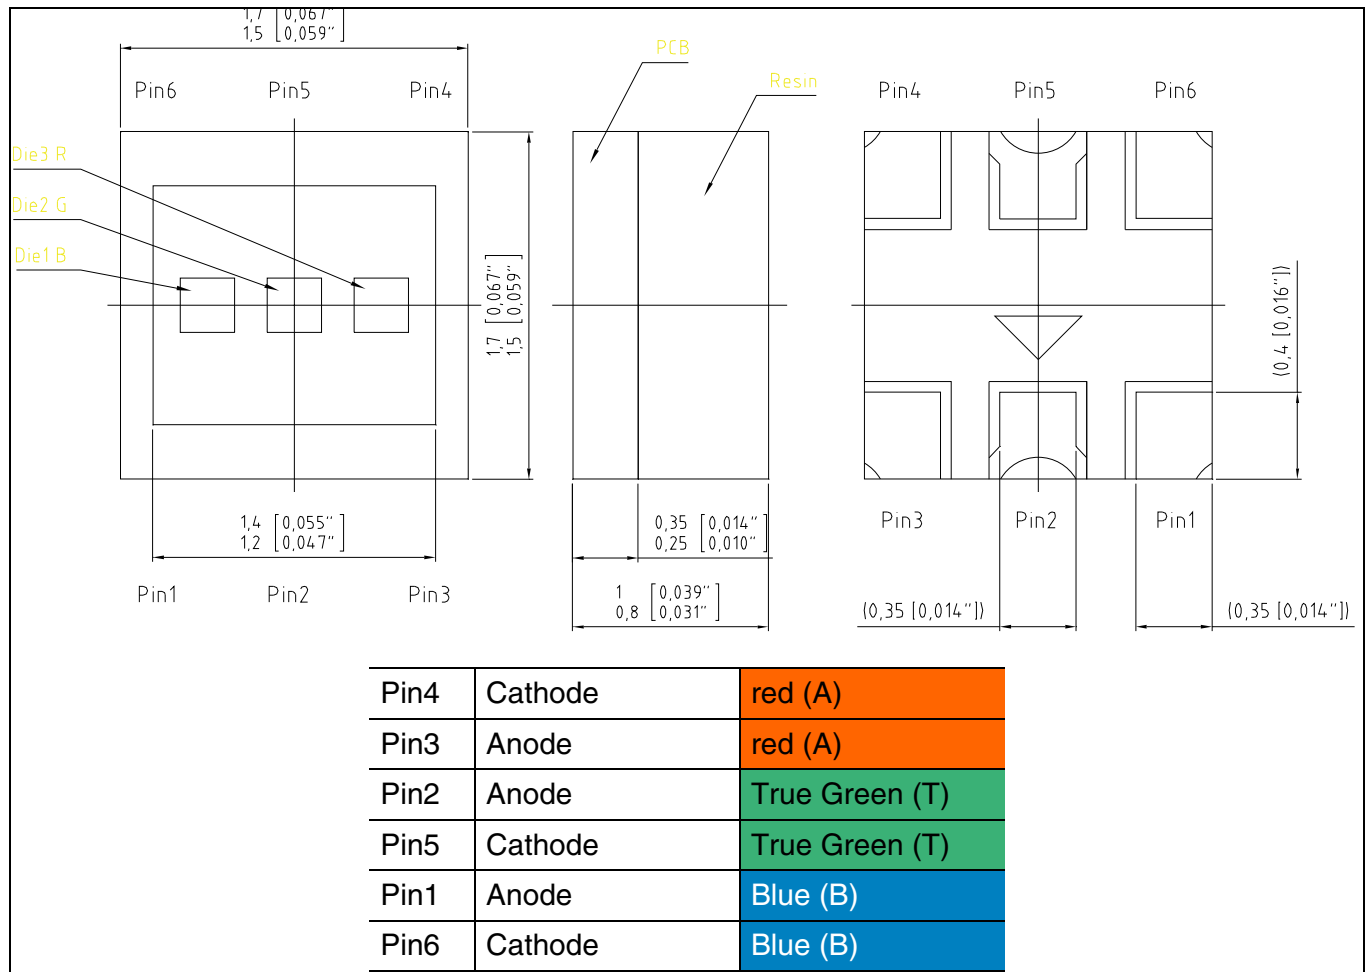 1,7 [0,067"]
1,5 [0,059"]
Pin6 Pin5 Pin4
PCB
Resin
Pin4 Pin5 Pin6
Die3 R
Die2 G
Die1 B
1,7 [0,067"]
1,5 [0,059"]
(0,4 [0,016"])
1,4 [0,055"]
1,2 [0,047"]
0,35 [0,014"]
0,25 [0,010"]
Pin3 Pin2 Pin1
Pin1 Pin2 Pin3
1 [0,039"]
0,8 [0,031"]
(0,35 [0,014"]) (0,35 [0,014"])
Pin4 Cathode red (A)
Pin3 Anode red (A)
Pin2 Anode True Green (T)
Pin5 Cathode True Green (T)
Pin1 Anode Blue (B)
Pin6 Cathode Blue (B)